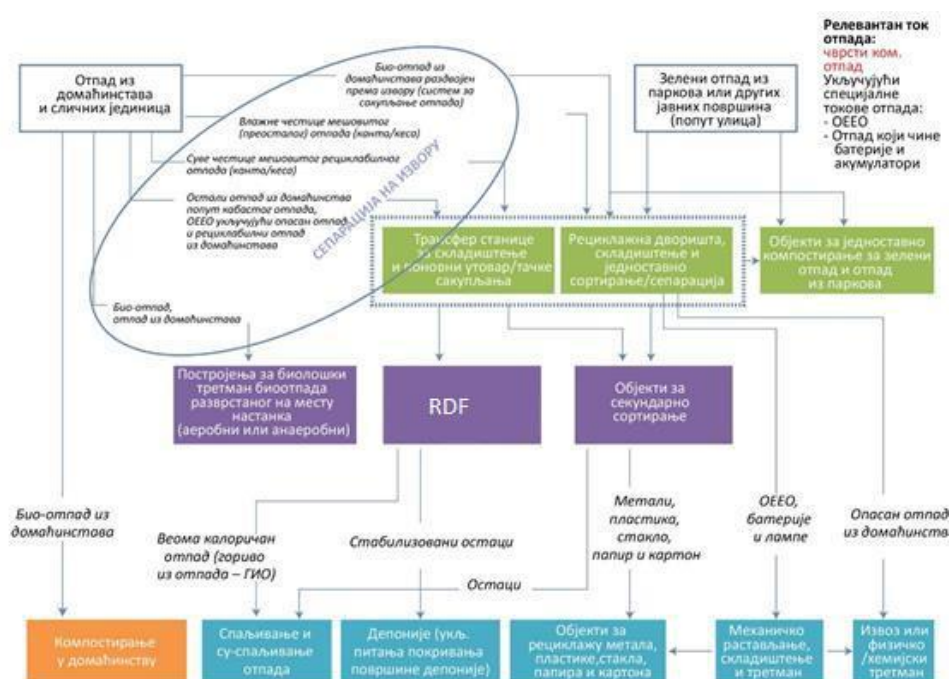 Релевантан ток
отпада:
чврсти ком.
отпад
Укључујући
специјалне
токове отпада:
- ОЕЕО
- Отпад који чине
батерије и
акумулатори
Отпад из
домаћинстава
и сличних јединица
Био-отпад из
домаћинстава раздвојен
према извору (систем за
сакупљање отпада)
Зелени отпад из
паркова или других
јавних површина
(попут улица)
Влажне честице мешовитог
(преосталог) отпада (канта/кеса)
Суве честице мешовитог рециклабилног
отпада (канта/кеса)
Остали отпад из домаћинства
попут кабастог отпада,
ОЕЕО укључујући опасан отпад
и рециклабилни отпад
из домаћинстава
СЕПАРАЦИЈА НА ИЗВОРУ
Трансфер станице
за складиштење
и поновни утовар/тачке
сакупљања
Рециклажна дворишта,
складиштење и
једноставно
сортирање/сепарација
Објекти за једноставно
компостирање за зелени
отпад и отпад
из паркова
Био-отпад,
отпад из домаћинстава
Постројења за биолошки
третман биоотпада
разврстаног на месту
настанка
(аеробни или анаеробни)
RDF
Објекти за
секундарно
сортирање
Био-отпад из
домаћинстава
Веома калоричан
отпад (гориво
из отпада – ГИО)
Стабилизовани остаци
Остаци
Метали,
пластика,
стакло,
папир и картон
ОЕЕО,
батерије
и лампе
Опасан отпад
из домаћинств
Компостирање
у домаћинству
Спаљивање и
су-спаљивање
отпада
Депоније (укљ.
питања покривања
површине депоније)
Објекти за
рециклажу метала,
пластике,стакла,
папира и картона
Механичко
растављање,
складиштење
и третман
Извоз или
физичко
/хемијски
третман